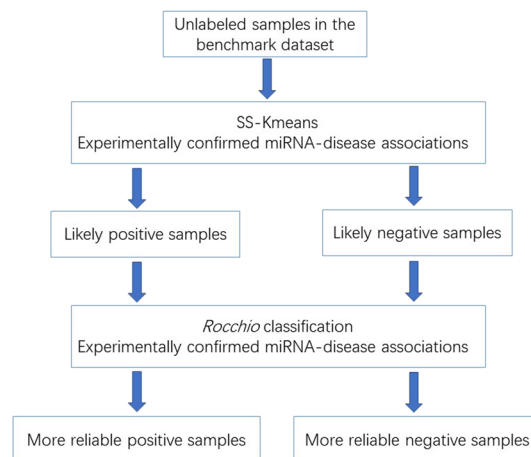 Unlabeled samples in the
benchmark dataset
SS-Kmeans
Experimentally confirmed miRNA-disease associations
Likely positive samples
Likely negative samples
Rocchio classification
Experimentally confirmed miRNA-disease associations
More reliable positive samples
More reliable negative samples